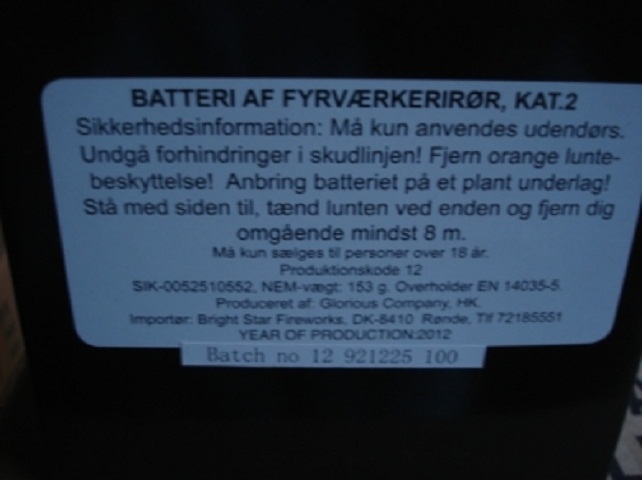 BATTERI AF FYRVÆRKERIRØR, KAT.2
Sikkerhedsinformation: Må kun anvendes udendørs.
Undgå forhindringer i skudlinjen! Fjern orange lunte-
beskyttelse! Anbring batteriet på et plant underlag!
Stå med siden til, tænd lunten ved enden og fjern dig
omgående mindst 8 m.
Må kun sælges til personer over 18 år.
Produktionskode 12
SIK-0052510552, NEM-vægt: 153 g. Overholder EN 14035-5.
Produceret af: Glorious Company, HK.
Importør: Bright Star Fireworks, DK-8410 Rønde, Tlf 72185551
YEAR OF PRODUCTION:2012
Batch no 12 921225 100